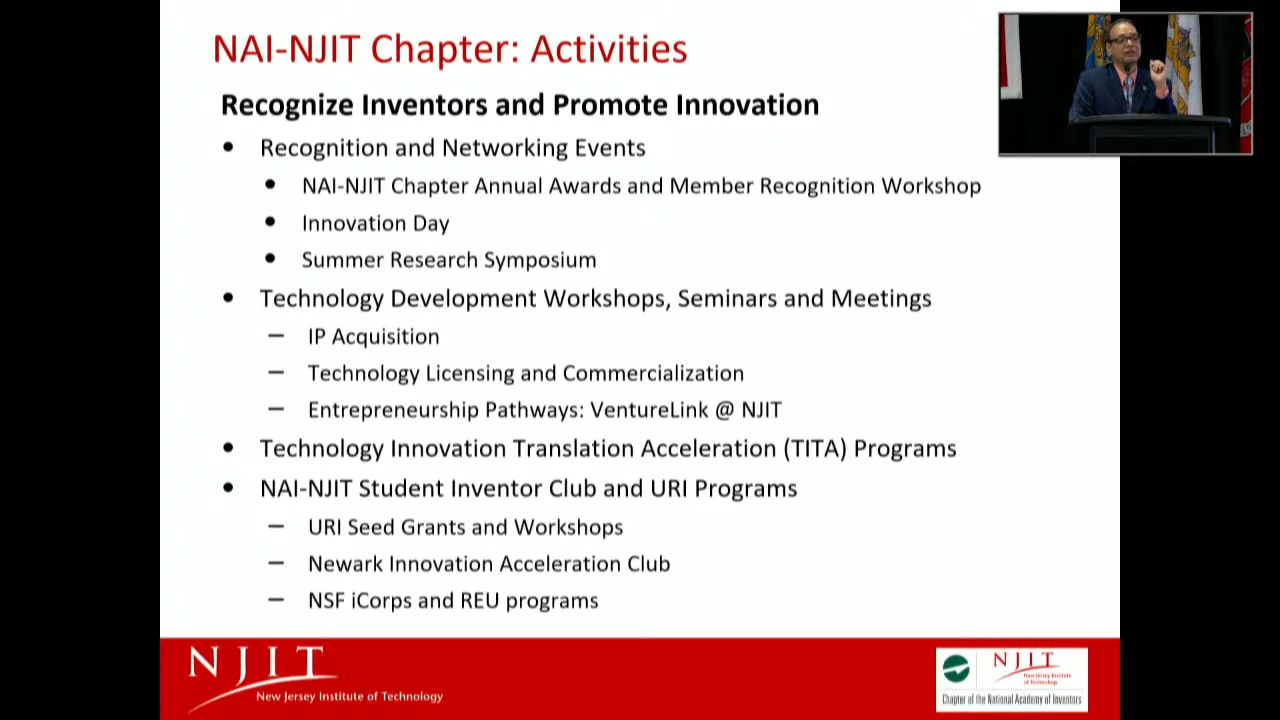 NAI-NJIT Chapter: Activities
Recognize Inventors and Promote Innovation
• Recognition and Networking Events
• NAI-NJIT Chapter Annual Awards and Member Recognition Workshop
• Innovation Day
• Summer Research Symposium
• Technology Development Workshops, Seminars and Meetings
– IP Acquisition
– Technology Licensing and Commercialization
– Entrepreneurship Pathways: VentureLink @ NJIT
• Technology Innovation Translation Acceleration (TITA) Programs
• NAI-NJIT Student Inventor Club and URI Programs
– URI Seed Grants and Workshops
– Newark Innovation Acceleration Club
– NSF iCorps and REU programs
NJIT
New Jersey Institute of Technology
NJIT
New Jersey Institute
of Technology
Chapter of the National Academy of Inventors